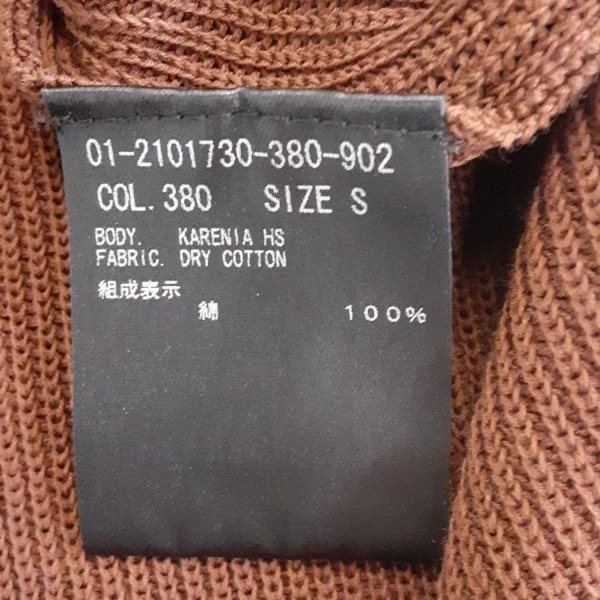 01-2101730-380-902
COL.380 SIZE S
BODY. KARENIA HS
FABRIC. DRY COTTON
組成表示
綿 100%